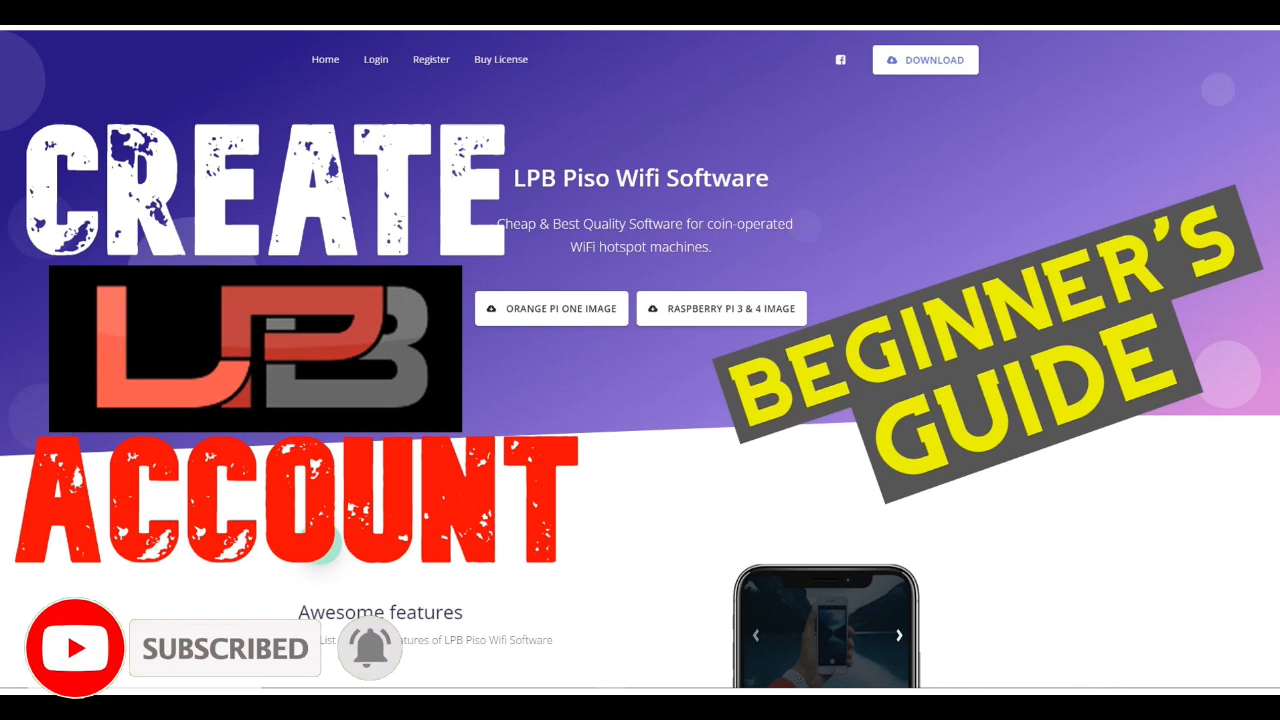 Home Login Register Buy License
DOWNLOAD
CREATE
LPB Piso Wifi Software
Cheap & Best Quality Software for coin-operated
WiFi hotspot machines.
LPB
ORANGE PI ONE IMAGE RASPBERRY PI 3 & 4 IMAGE
BEGINNER'S
GUIDE
ACCOUNT
Awesome features
List of LPB Piso Wifi Software
SUBSCRIBED